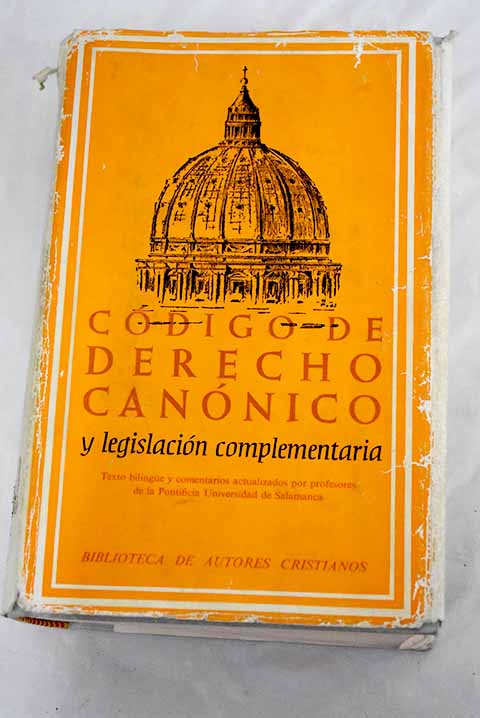 CÓDIGO DE
DERECHO
CANÓNICO
y legislación complementaria
Texto bilingüe y comentarios actualizados por profesores
de la Pontificia Universidad de Salamanca
BIBLIOTECA DE AUTORES CRISTIANOS